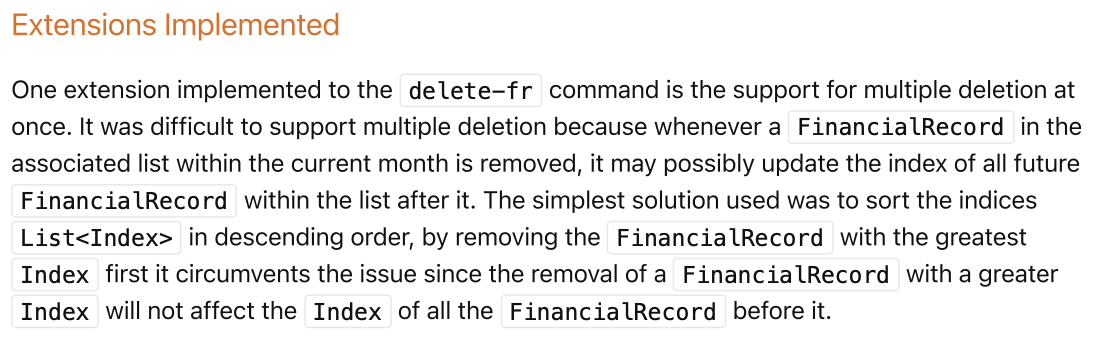 Extensions Implemented
One extension implemented to the delete-fr command is the support for multiple deletion at
once. It was difficult to support multiple deletion because whenever a FinancialRecord in the
associated list within the current month is removed, it may possibly update the index of all future
FinancialRecord within the list after it. The simplest solution used was to sort the indices
List<Index> in descending order, by removing the FinancialRecord with the greatest
Index first it circumvents the issue since the removal of a FinancialRecord with a greater
Index will not affect the Index of all the FinancialRecord before it.